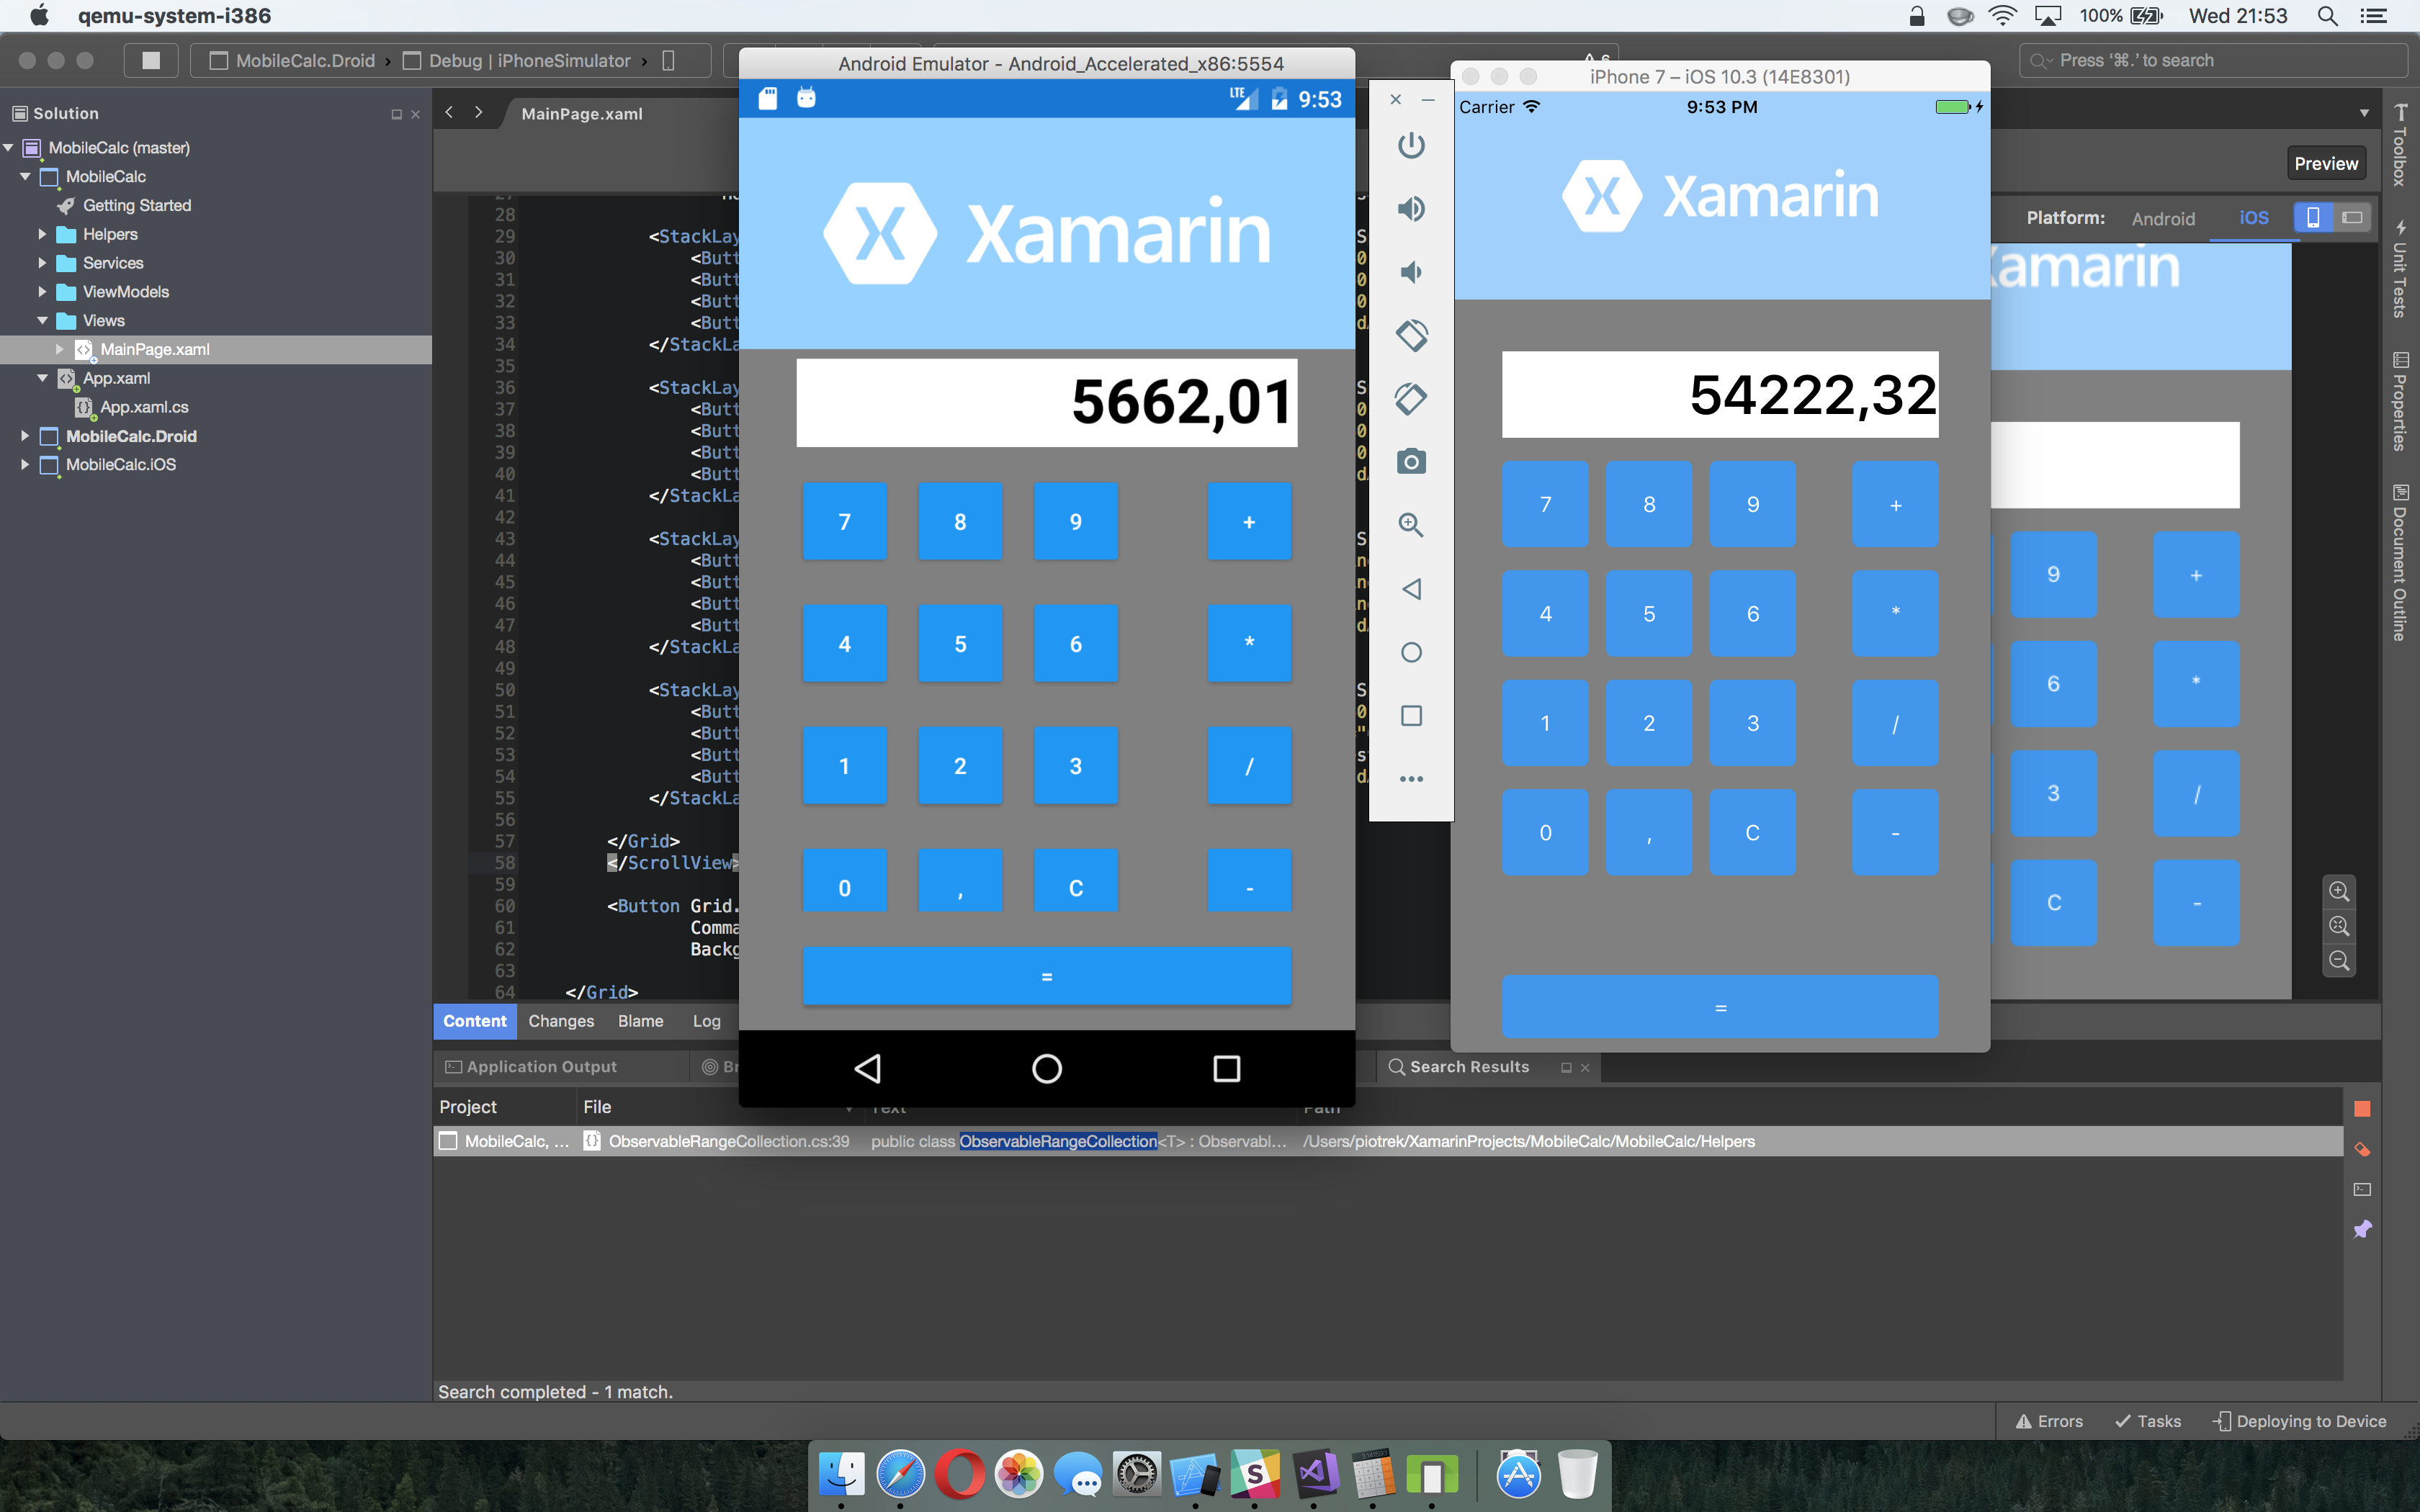 qemu-system-i386
100%
Wed 21:53
MobileCalc.Droid
Debug | iPhoneSimulator
Press ‘⌘.’ to search
Solution
MobileCalc (master)
MobileCalc
Getting Started
Helpers
Services
ViewModels
Views
MainPage.xaml
App.xaml
App.xaml.cs
MobileCalc.Droid
MobileCalc.iOS
MainPage.xaml
28
29 <StackLay
30 <Butt
31 <Butt
32 <Butt
33 <Butt
34 </StackLa
35
36 <StackLay
37 <Butt
38 <Butt
39 <Butt
40 <Butt
41 </StackLa
42
43 <StackLay
44 <Butt
45 <Butt
46 <Butt
47 <Butt
48 </StackLa
49
50 <StackLay
51 <Butt
52 <Butt
53 <Butt
54 <Butt
55 </StackLa
56
57 </Grid>
58 </ScrollView>
59
60 <Button Grid.
61 Comma
62 Backg
63
64 </Grid>
Content Changes Blame Log
Android Emulator - Android_Accelerated_x86:5554
LTE 9:53
Xamarin
5662,01
7 8 9 +
4 5 6 *
1 2 3 /
0 , C -
=
iPhone 7 – iOS 10.3 (14E8301)
Carrier 9:53 PM
Xamarin
54222,32
7 8 9 +
4 5 6 *
1 2 3 /
0 , C -
=
Preview
Platform: Android iOS
amarin
9 +
6 *
3 /
C -
Toolbox
Unit Tests
Properties
Document Outline
Application Output
Search Results
Project File
MobileCalc, ... ObservableRangeCollection.cs:39 public class ObservableRangeCollection<T> : Observabl... /Users/piotrek/XamarinProjects/MobileCalc/MobileCalc/Helpers
Search completed - 1 match.
Errors Tasks Deploying to Device